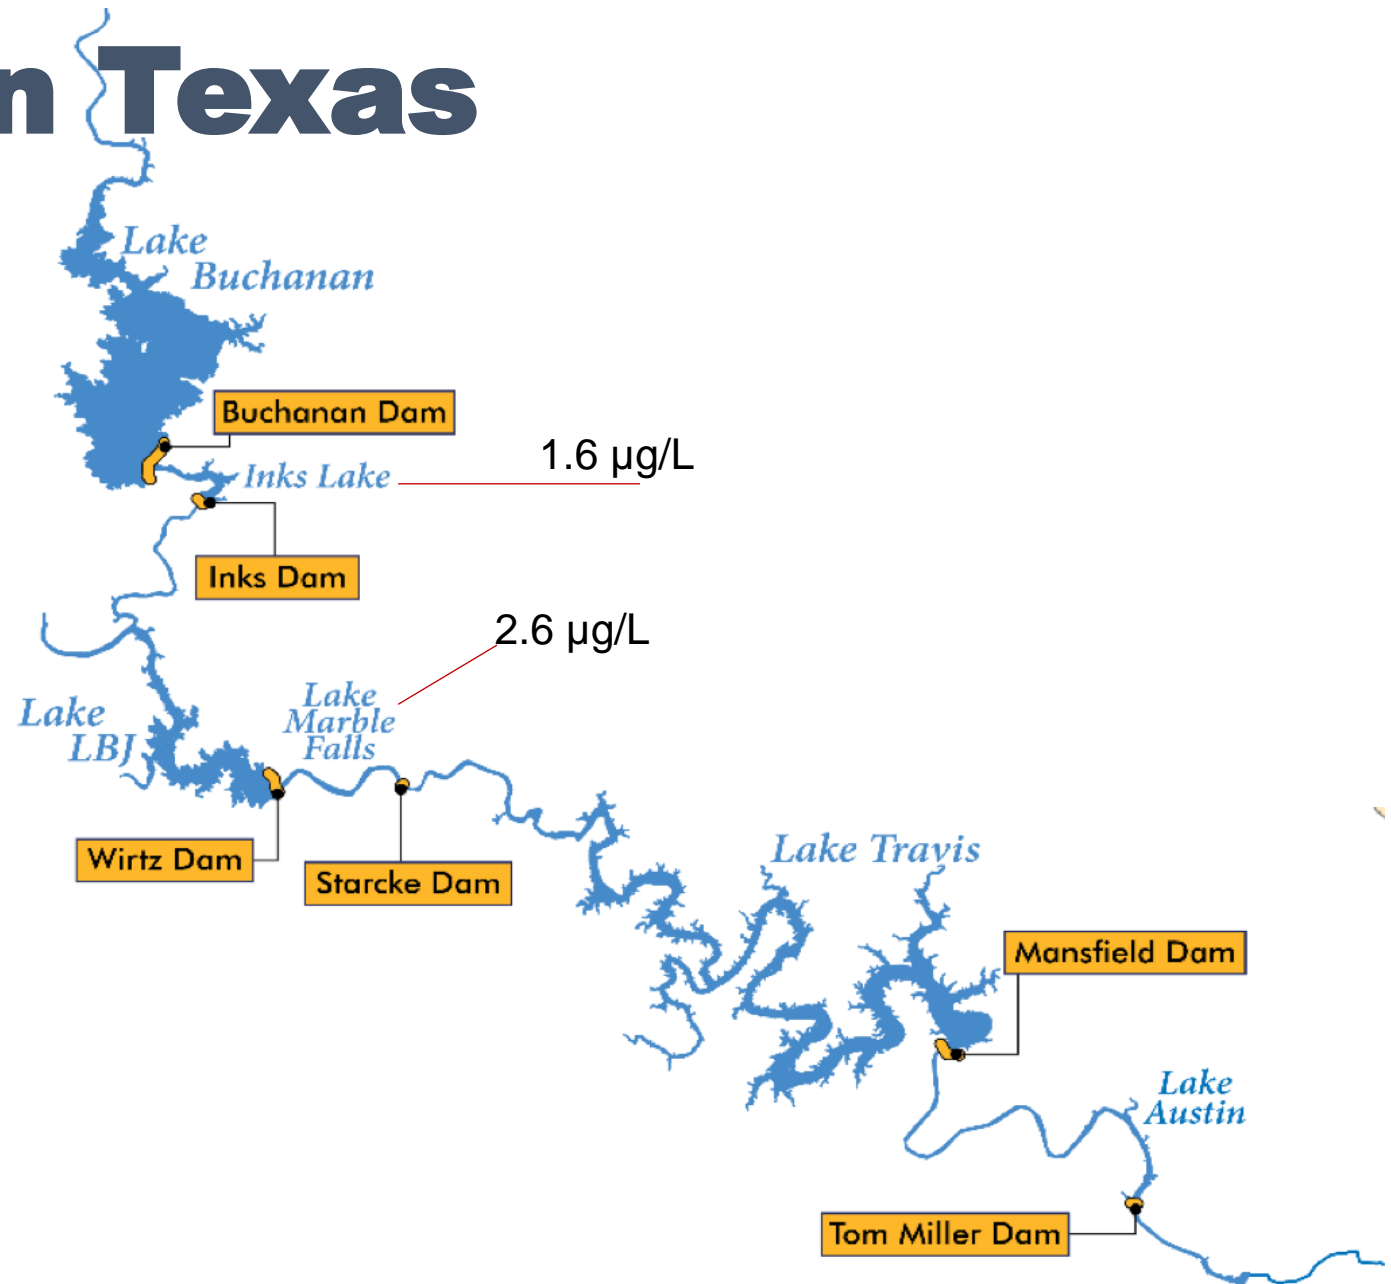 n Texas
Lake
Buchanan
Buchanan Dam
1.6 µg/L
Inks Lake
Inks Dam
2.6 µg/L
Lake
Marble
Falls
Lake
LBJ
Wirtz Dam
Starcke Dam
Lake Travis
Mansfield Dam
Lake
Austin
Tom Miller Dam